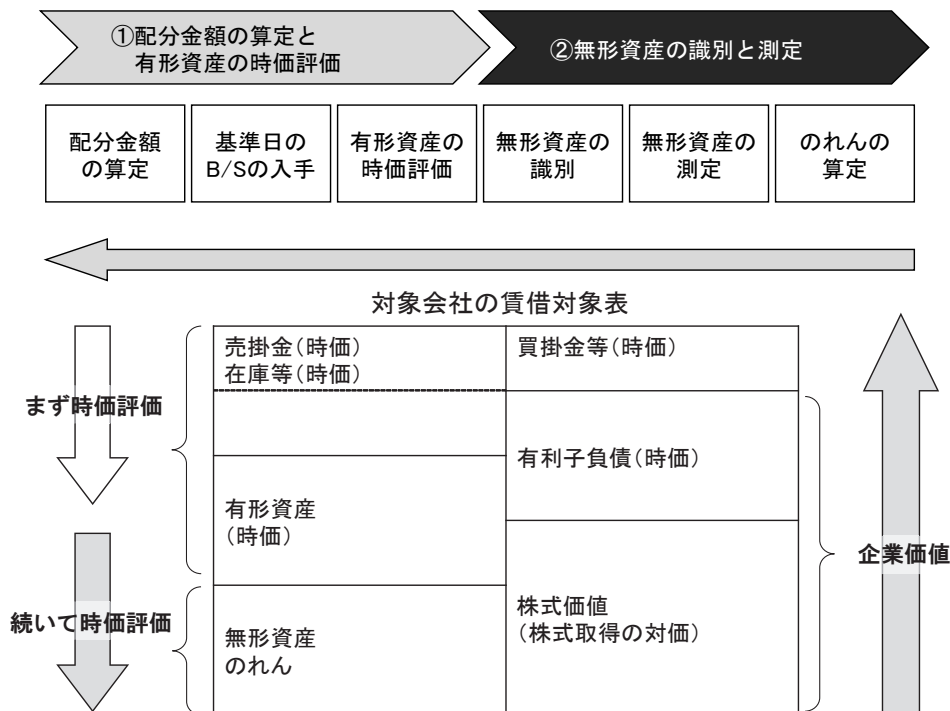 ①配分金額の算定と
有形資産の時価評価
②無形資産の識別と測定
配分金額
の算定
基準日の
B/Sの入手
有形資産の
時価評価
無形資産の
識別
無形資産の
測定
のれんの
算定
対象会社の賃借対象表
まず時価評価
売掛金(時価)
在庫等(時価)
買掛金等(時価)
有利子負債(時価)
有形資産
(時価)
企業価値
続いて時価評価
株式価値
(株式取得の対価)
無形資産
のれん